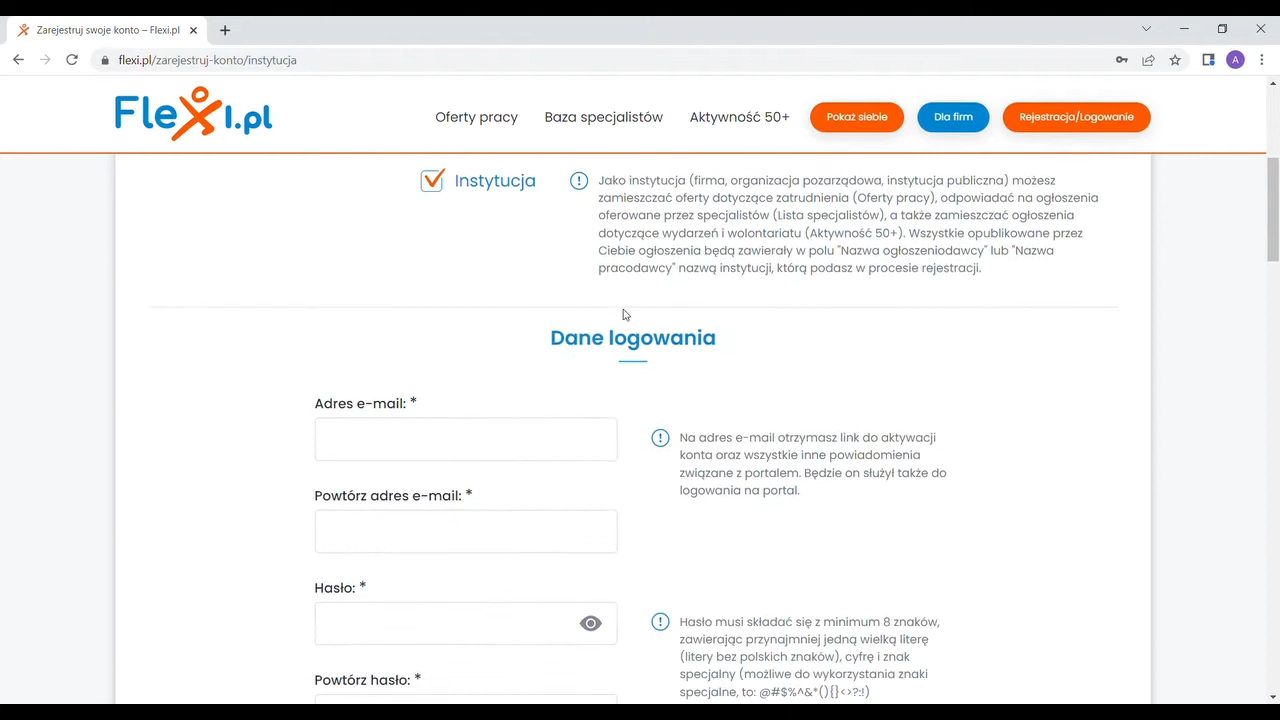 Zarejestruj swoje konto – Flexi.pl
flexi.pl/zarejestruj-konto/instytucja
A
Flexi.pl
Oferty pracy
Baza specjalistów
Aktywność 50+
Pokaż siebie
Dla firm
Rejestracja/Logowanie
Instytucja
Jako instytucja (firma, organizacja pozarządowa, instytucja publiczna) możesz
zamieszczać oferty dotyczące zatrudnienia (Oferty pracy), odpowiadać na ogłoszenia
oferowane przez specjalistów (Lista specjalistów), a także zamieszczać ogłoszenia
dotyczące wydarzeń i wolontariatu (Aktywność 50+). Wszystkie opublikowane przez
Ciebie ogłoszenia będą zawierały w polu "Nazwa ogłoszeniodawcy" lub "Nazwa
pracodawcy" nazwą instytucji, którą podasz w procesie rejestracji.
Dane logowania
Adres e-mail: *
Na adres e-mail otrzymasz link do aktywacji
konta oraz wszystkie inne powiadomienia
związane z portalem. Będzie on służył także do
logowania na portal.
Powtórz adres e-mail: *
Hasło: *
Hasło musi składać się z minimum 8 znaków,
zawierając przynajmniej jedną wielką literę
(litery bez polskich znaków), cyfrę i znak
specjalny (możliwe do wykorzystania znaki
specjalne, to: @#$%^&*(){}<>?:!)
Powtórz hasło: *